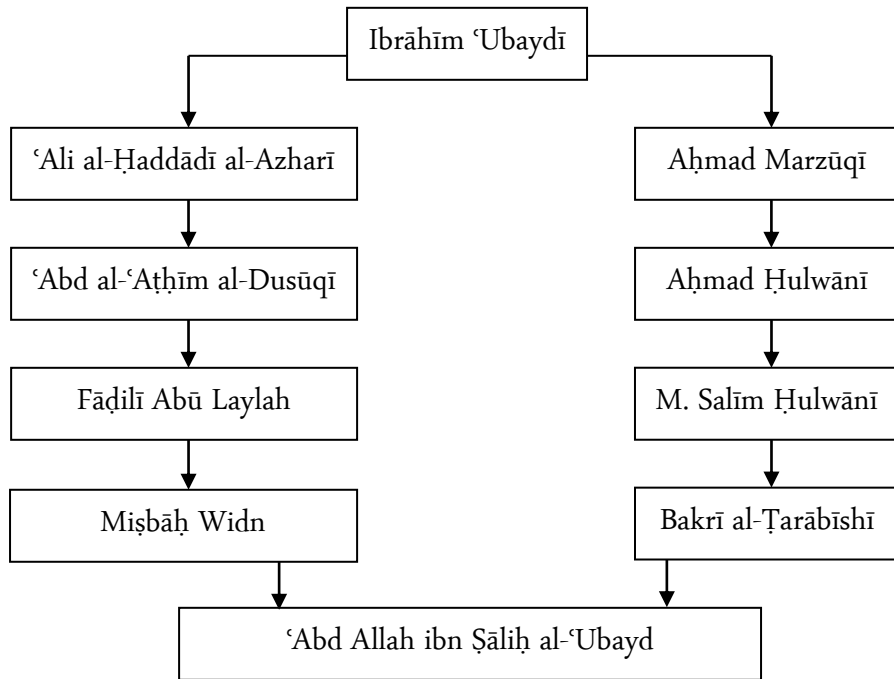 Ibrāhīm ʿUbaydī
ʿAli al-Ḥaddādī al-Azharī
Aḥmad Marzūqī
ʿAbd al-ʿAṭḥīm al-Dusūqī
Aḥmad Ḥulwānī
Fāḍilī Abū Laylah
M. Salīm Ḥulwānī
Miṣbāḥ Widn
Bakrī al-Ṭarābīshī
ʿAbd Allah ibn Ṣāliḥ al-ʿUbayd